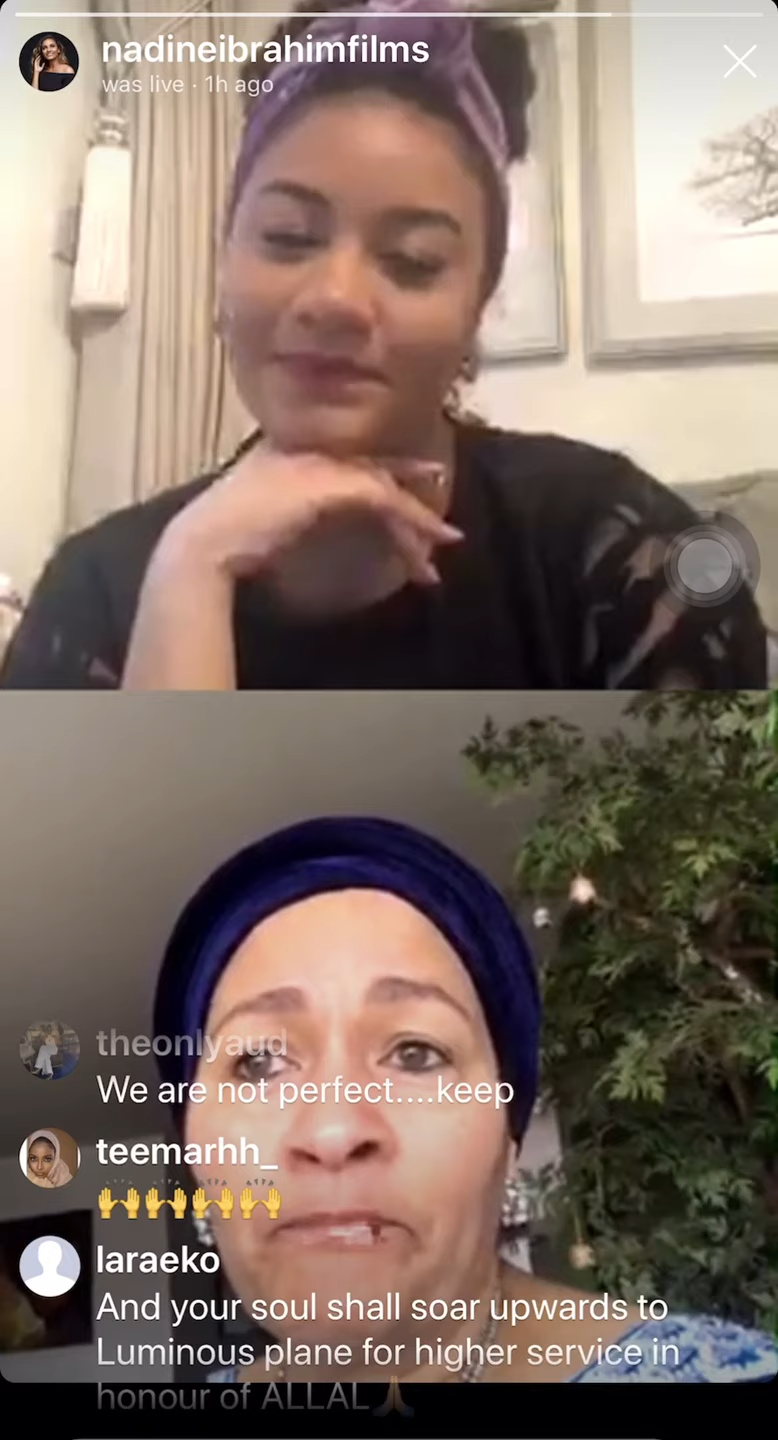 nadineibrahimfilms
was live · 1h ago
theonlyaud
We are not perfect....keep
teemarhh_
🙌🙌🙌🙌
laraeko
And your soul shall soar upwards to
Luminous plane for higher service in
honour of ALLAL🙏🏽